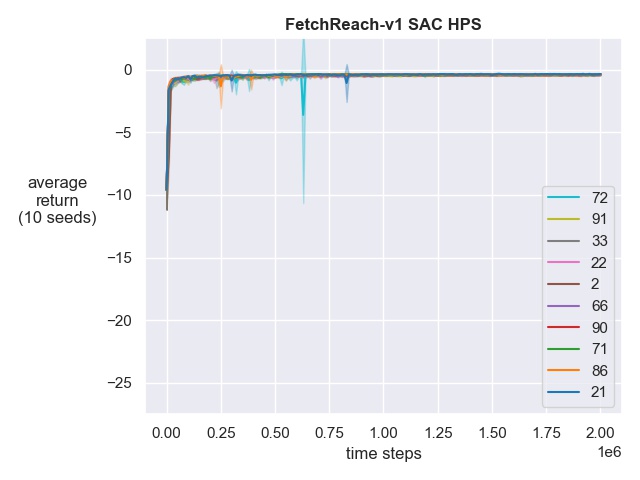 FetchReach-v1 SAC HPS
0
−5
−10
−15
−20
−25
average
return
(10 seeds)
72
91
33
22
2
66
90
71
86
21
0.00 0.25 0.50 0.75 1.00 1.25 1.50 1.75 2.00
1e6
time steps